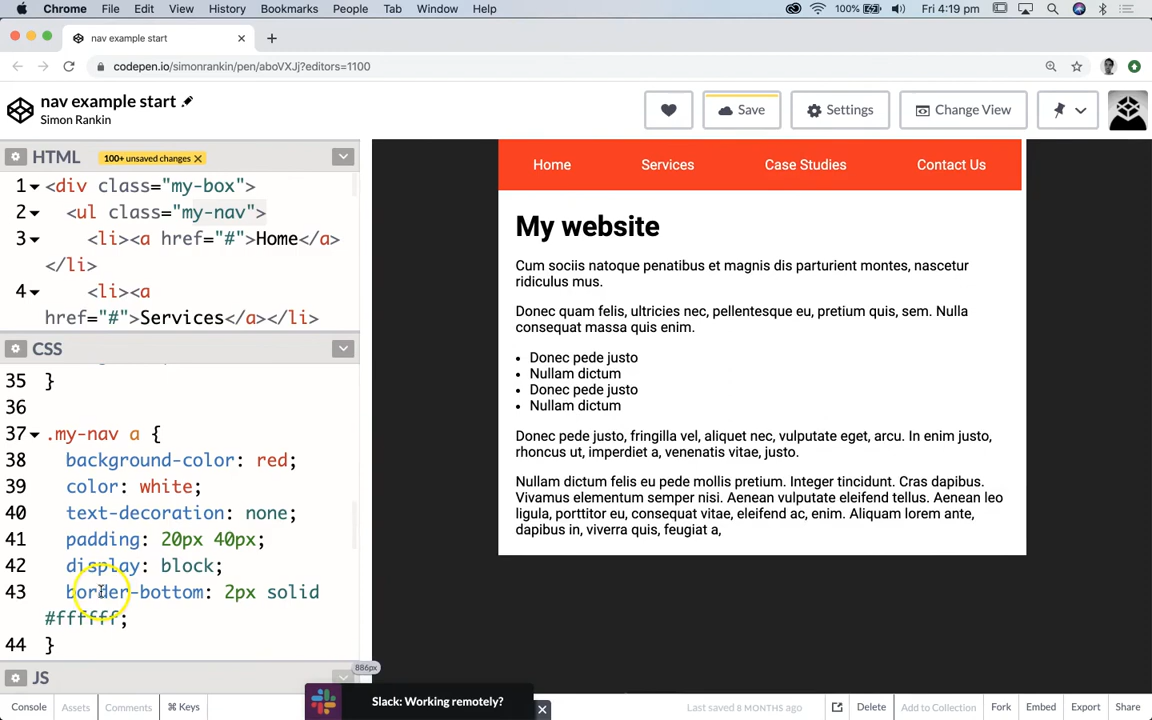 Chrome File Edit View History Bookmarks People Tab Window Help 100% Fri 4:19 pm
nav example start
codepen.io/simonrankin/pen/aboVXJj?editors=1100
nav example start
Simon Rankin
Save Settings Change View
HTML 100+ unsaved changes X
1 <div class="my-box">
2 <ul class="my-nav">
3 <li><a href="#">Home</a>
</li>
4 <li><a
href="#">Services</a></li>
CSS
35 }
36
37 .my-nav a {
38 background-color: red;
39 color: white;
40 text-decoration: none;
41 padding: 20px 40px;
42 display: block;
43 border-bottom: 2px solid
#ffffff;
44 }
JS
Home Services Case Studies Contact Us
My website
Cum sociis natoque penatibus et magnis dis parturient montes, nascetur
ridiculus mus.
Donec quam felis, ultricies nec, pellentesque eu, pretium quis, sem. Nulla
consequat massa quis enim.
• Donec pede justo
• Nullam dictum
• Donec pede justo
• Nullam dictum
Donec pede justo, fringilla vel, aliquet nec, vulputate eget, arcu. In enim justo,
rhoncus ut, imperdiet a, venenatis vitae, justo.
Nullam dictum felis eu pede mollis pretium. Integer tincidunt. Cras dapibus.
Vivamus elementum semper nisi. Aenean vulputate eleifend tellus. Aenean leo
ligula, porttitor eu, consequat vitae, eleifend ac, enim. Aliquam lorem ante,
dapibus in, viverra quis, feugiat a,
886px
Slack: Working remotely?
Console Assets Comments ⌘ Keys Last saved 8 MONTHS ago Delete Add to Collection Fork Embed Export Share